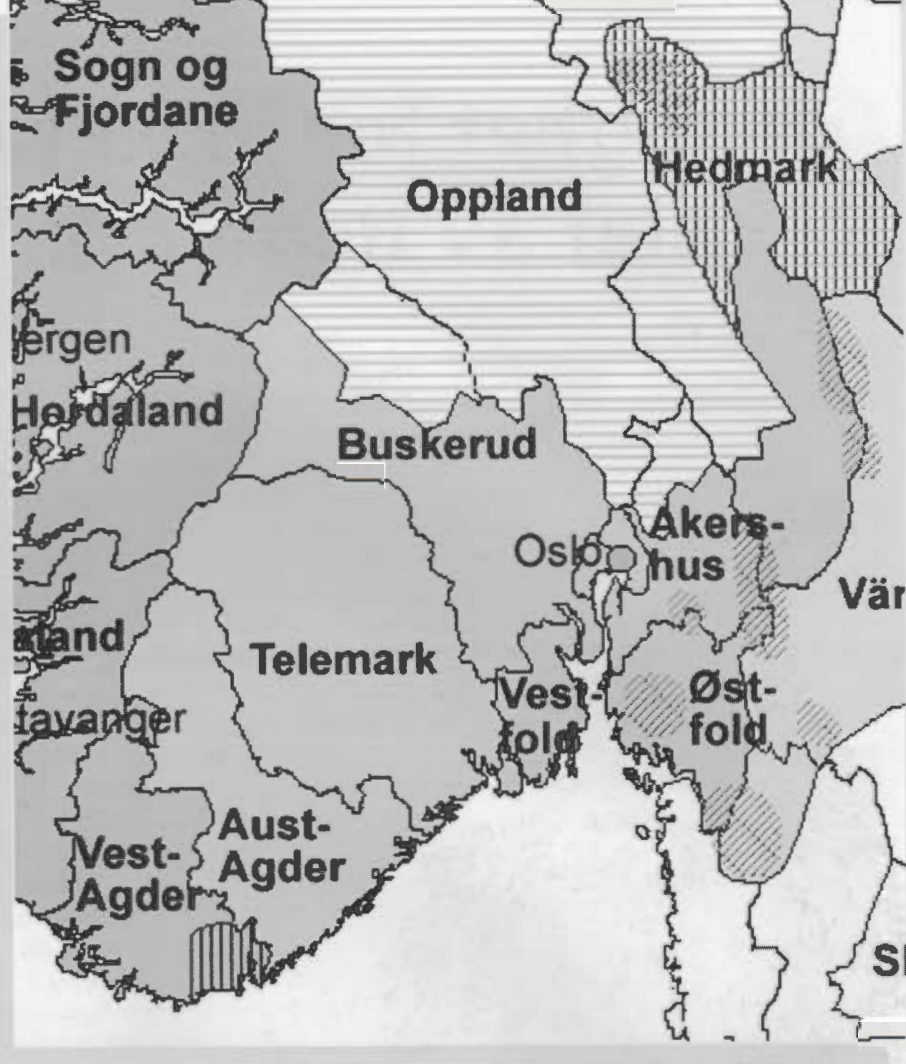 Sogn og
Fjordane
Hedmark
Oppland
ergen
Hordaland
Buskerud
Akers-
hus
Oslo
Vär
aland
Telemark
tavanger
Vest-
fold
Øst-
fold
Aust-
Agder
Vest-
Agder
S